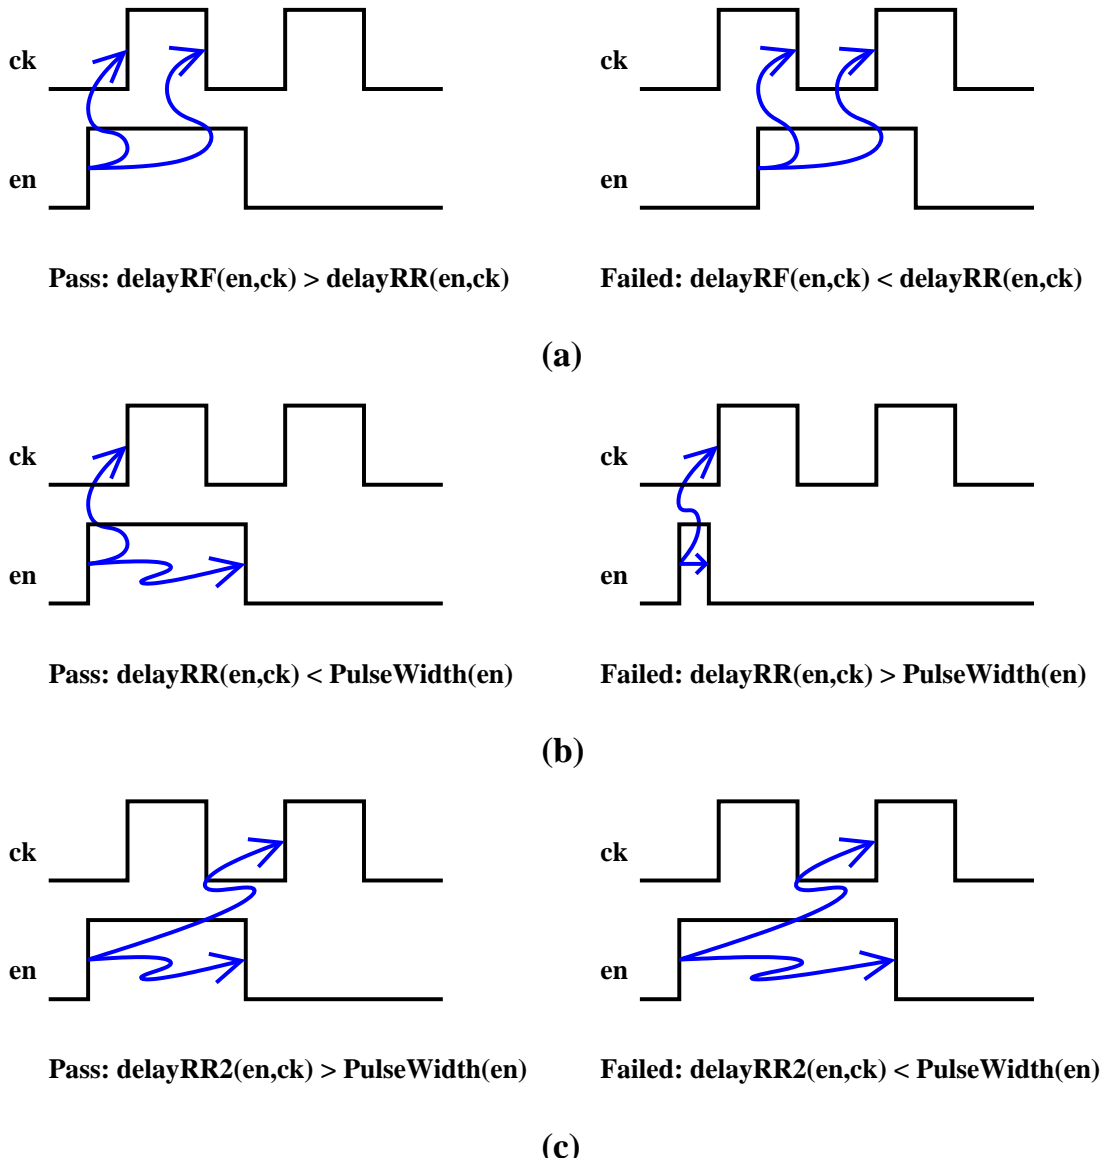 ck ck
en en
Pass: delayRF(en,ck) > delayRR(en,ck) Failed: delayRF(en,ck) < delayRR(en,ck)
(a)
ck ck
en en
Pass: delayRR(en,ck) < PulseWidth(en) Failed: delayRR(en,ck) > PulseWidth(en)
(b)
ck ck
en en
Pass: delayRR2(en,ck) > PulseWidth(en) Failed: delayRR2(en,ck) < PulseWidth(en)
(c)